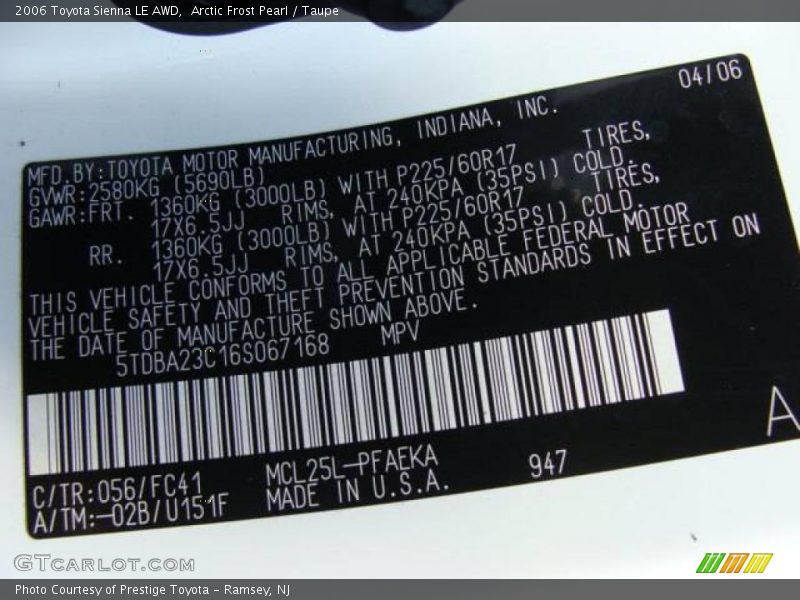 2006 Toyota Sienna LE AWD,  Arctic Frost Pearl / Taupe
04/06
MFD.BY:TOYOTA MOTOR MANUFACTURING, INDIANA, INC.
GVWR:2580KG (5690LB)
GAWR:FRT. 1360KG (3000LB) WITH P225/60R17 TIRES,
17X6.5JJ RIMS, AT 240KPA (35PSI) COLD.
RR. 1360KG (3000LB) WITH P225/60R17 TIRES,
17X6.5JJ RIMS, AT 240KPA (35PSI) COLD.
THIS VEHICLE CONFORMS TO ALL APPLICABLE FEDERAL MOTOR
VEHICLE SAFETY AND THEFT PREVENTION STANDARDS IN EFFECT ON
THE DATE OF MANUFACTURE SHOWN ABOVE.
5TDBA23C16S067168 MPV
A
C/TR:056/FC41 MCL25L-PFAEKA 947
A/TM:-02B/U151F MADE IN U.S.A.
GTcarlot.com
Photo Courtesy of Prestige Toyota - Ramsey, NJ